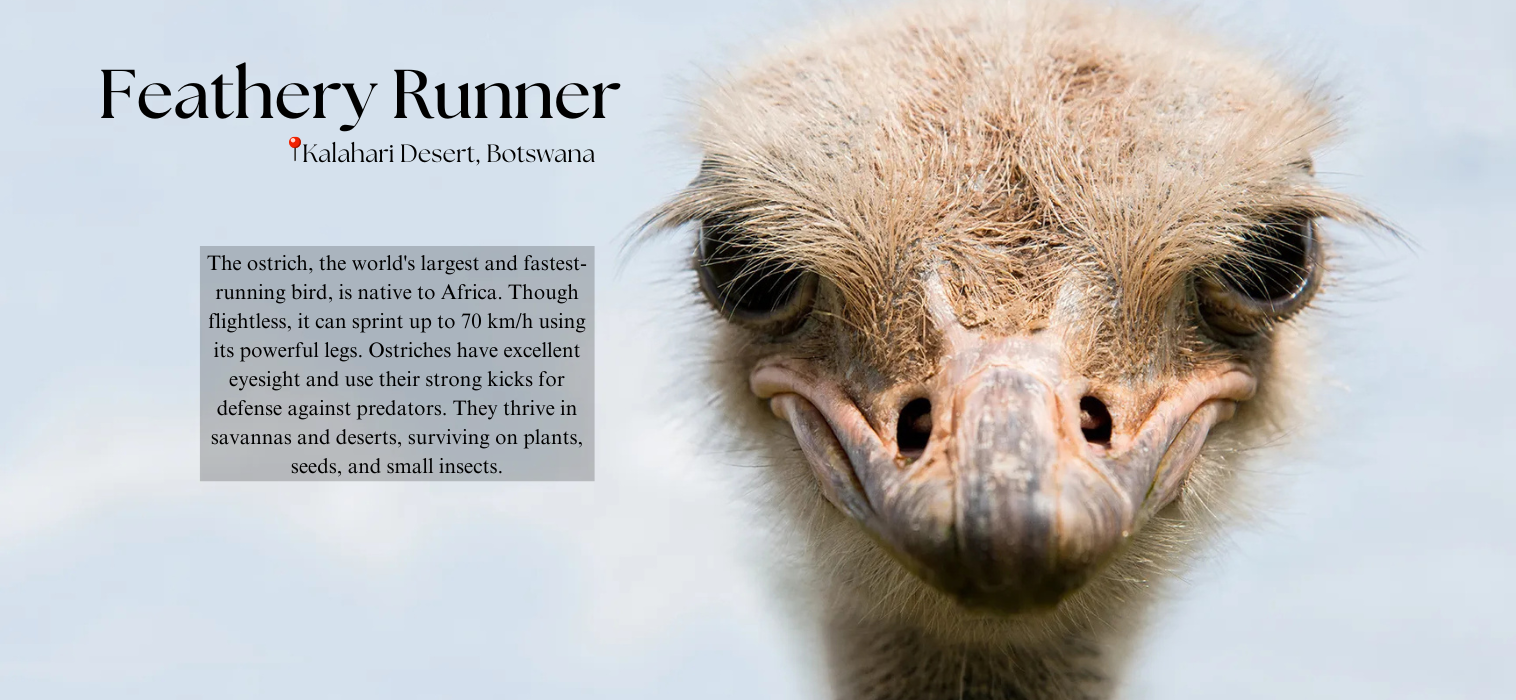 Feathery Runner
📍Kalahari Desert, Botswana
The ostrich, the world's largest and fastest-
running bird, is native to Africa. Though
flightless, it can sprint up to 70 km/h using
its powerful legs. Ostriches have excellent
eyesight and use their strong kicks for
defense against predators. They thrive in
savannas and deserts, surviving on plants,
seeds, and small insects.